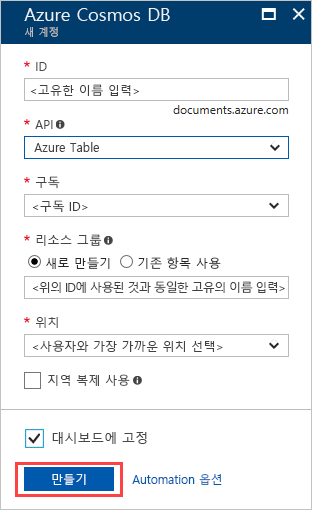 Azure Cosmos DB
새 계정
* ID
<고유한 이름 입력>
documents.azure.com
* API
Azure Table
* 구독
<구독 ID>
* 리소스 그룹
새로 만들기 기존 항목 사용
<위의 ID에 사용된 것과 동일한 고유의 이름 입력>
* 위치
<사용자와 가장 가까운 위치 선택>
지역 복제 사용
대시보드에 고정
만들기 Automation 옵션